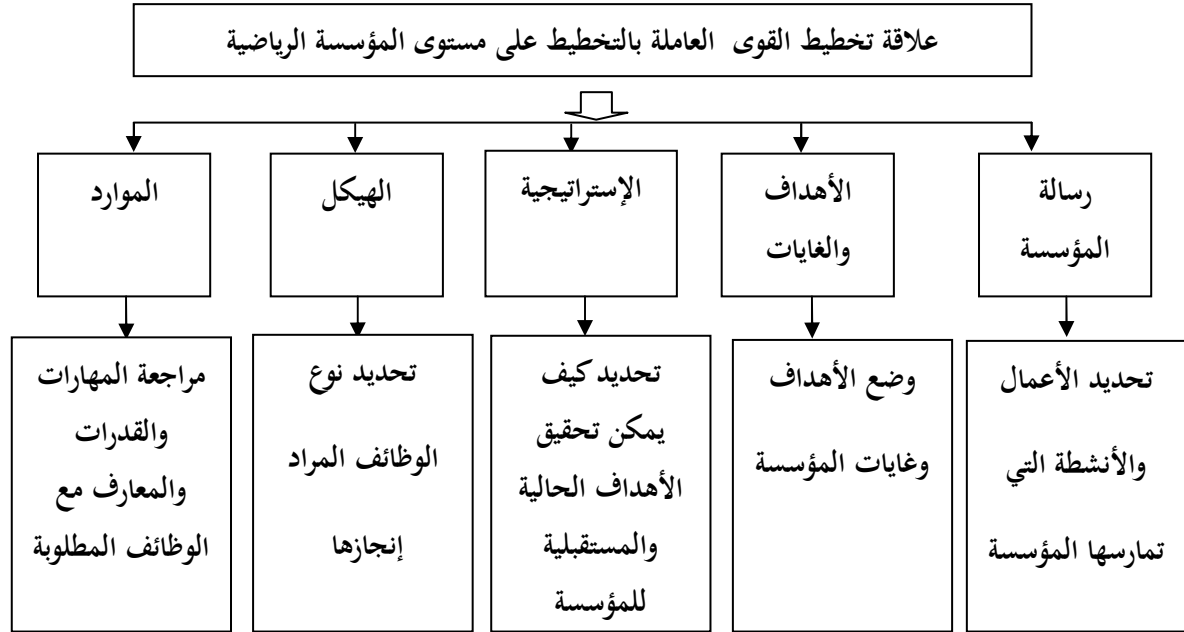 علاقة تخطيط القوى العاملة بالتخطيط على مستوى المؤسسة الرياضية
رسالة
المؤسسة
الأهداف
والغايات
الإستراتيجية
الهيكل
الموارد
تحديد الأعمال
والأنشطة التي
تمارسها المؤسسة
وضع الأهداف
وغايات المؤسسة
تحديد كيف
يمكن تحقيق
الأهداف الحالية
والمستقبلية
للمؤسسة
تحديد نوع
الوظائف المراد
إنجازها
مراجعة المهارات
والقدرات
والمعارف مع
الوظائف المطلوبة